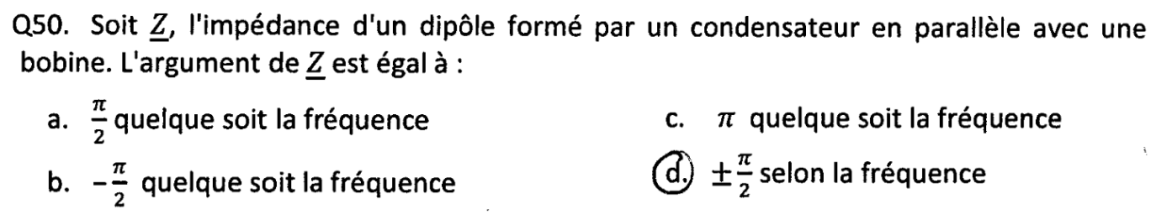 Q50. Soit Z, l'impédance d'un dipôle formé par un condensateur en parallèle avec une
bobine. L'argument de Z est égal à :
a. π/2 quelque soit la fréquence
c. π quelque soit la fréquence
b. -π/2 quelque soit la fréquence
d. ±π/2 selon la fréquence